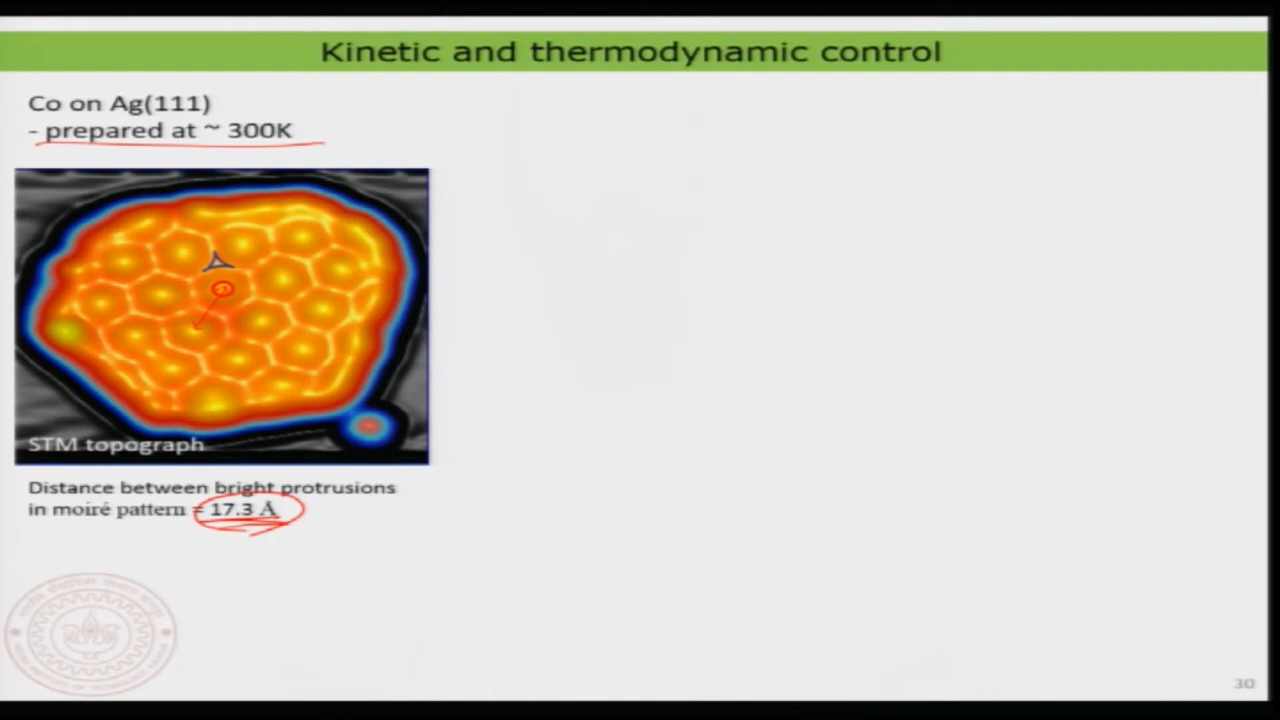 Kinetic and thermodynamic control
Co on Ag(111)
- prepared at ~ 300K
STM topograph
Distance between bright protrusions
in moiré pattern = 17.3 Å
30